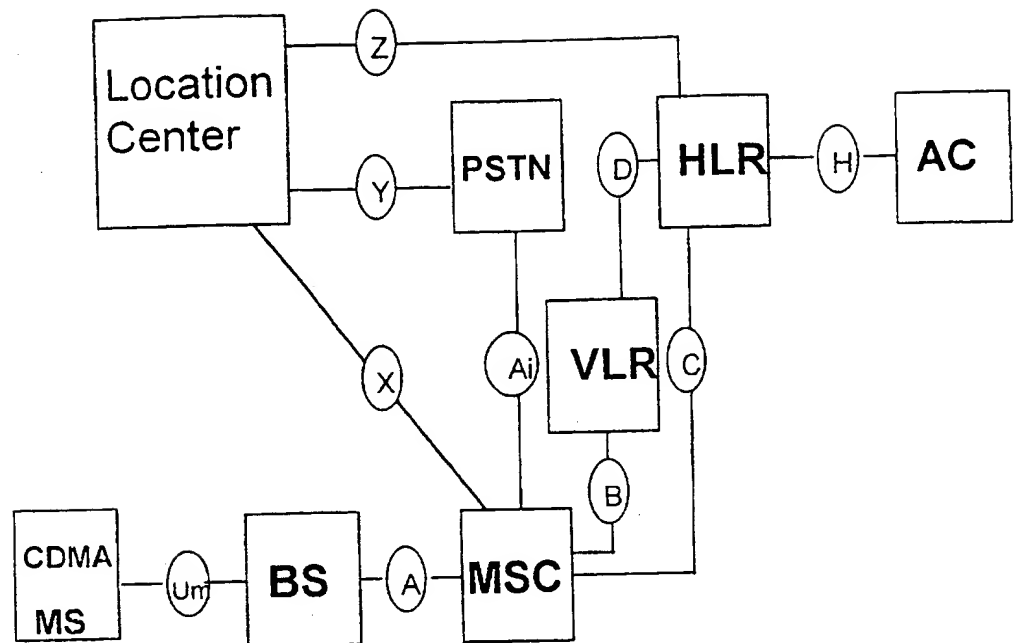 Z
Location
Center
PSTN
D
HLR
H
AC
Y
VLR
Ai
C
X
B
CDMA
MS
Um
BS
A
MSC